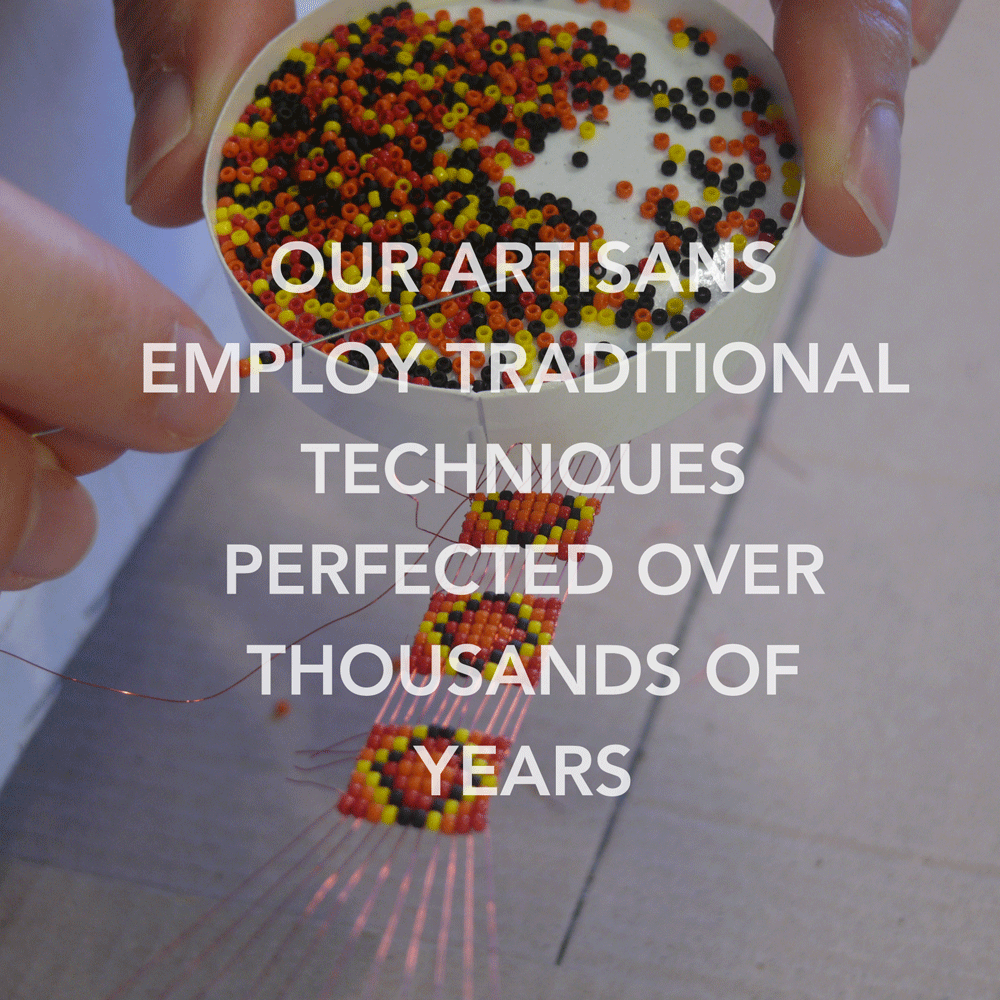 OUR ARTISANS
EMPLOY TRADITIONAL
TECHNIQUES
PERFECTED OVER
THOUSANDS OF
YEARS